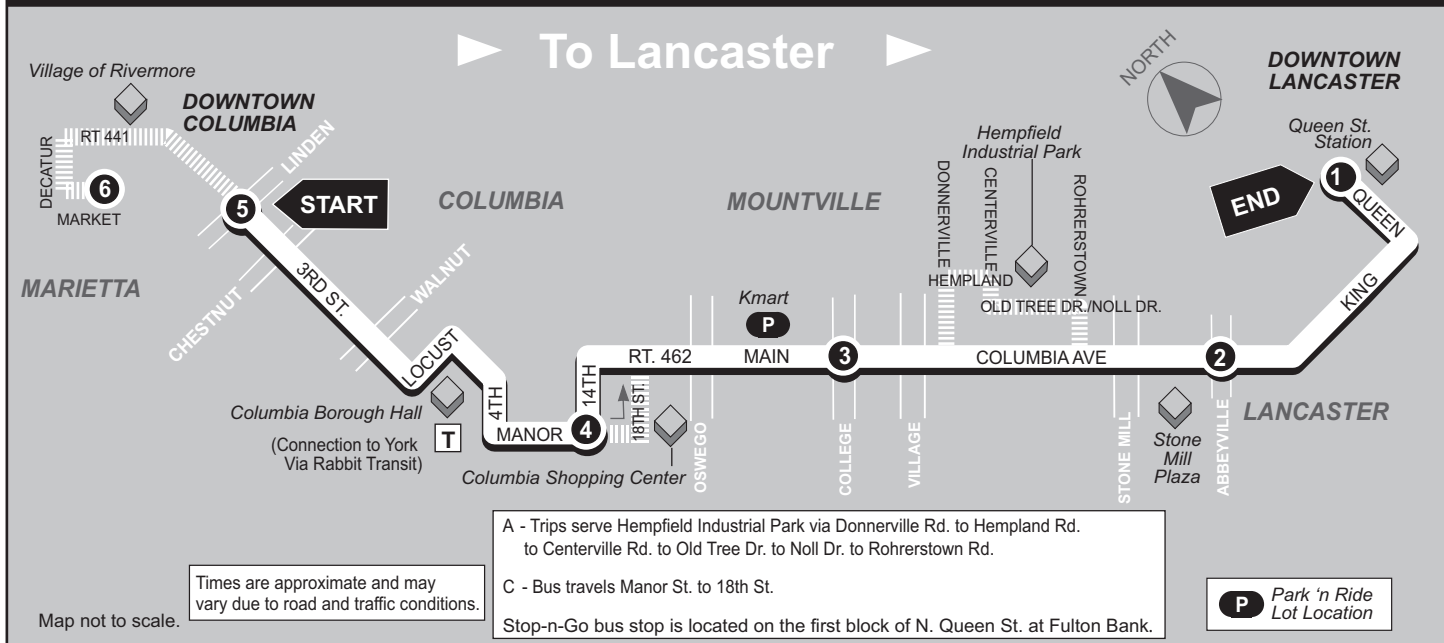 To Lancaster
NORTH
DOWNTOWN
LANCASTER
Queen St.
Station
Village of Rivermore
DOWNTOWN
COLUMBIA
RT 441
DECATUR
6
MARKET
LINDEN
5
START
COLUMBIA
MOUNTVILLE
Hempfield
Industrial Park
DONNERVILLE
CENTERVILLE
ROHRERSTOWN
HEMPLAND
OLD TREE DR./NOLL DR.
END
1
QUEEN
KING
MARIETTA
CHESTNUT
3RD ST.
WALNUT
LOCUST
4TH
MANOR
4
14TH
18TH ST.
RT. 462
Kmart
P
MAIN
3
COLUMBIA AVE
2
Columbia Borough Hall
T
(Connection to York
Via Rabbit Transit)
Columbia Shopping Center
OSWEGO
COLLEGE
VILLAGE
STONE MILL
Stone
Mill
Plaza
ABBEYVILLE
LANCASTER
A - Trips serve Hempfield Industrial Park via Donnerville Rd. to Hempland Rd.
to Centerville Rd. to Old Tree Dr. to Noll Dr. to Rohrerstown Rd.
C - Bus travels Manor St. to 18th St.
Stop-n-Go bus stop is located on the first block of N. Queen St. at Fulton Bank.
Times are approximate and may
vary due to road and traffic conditions.
Map not to scale.
P
Park 'n Ride
Lot Location